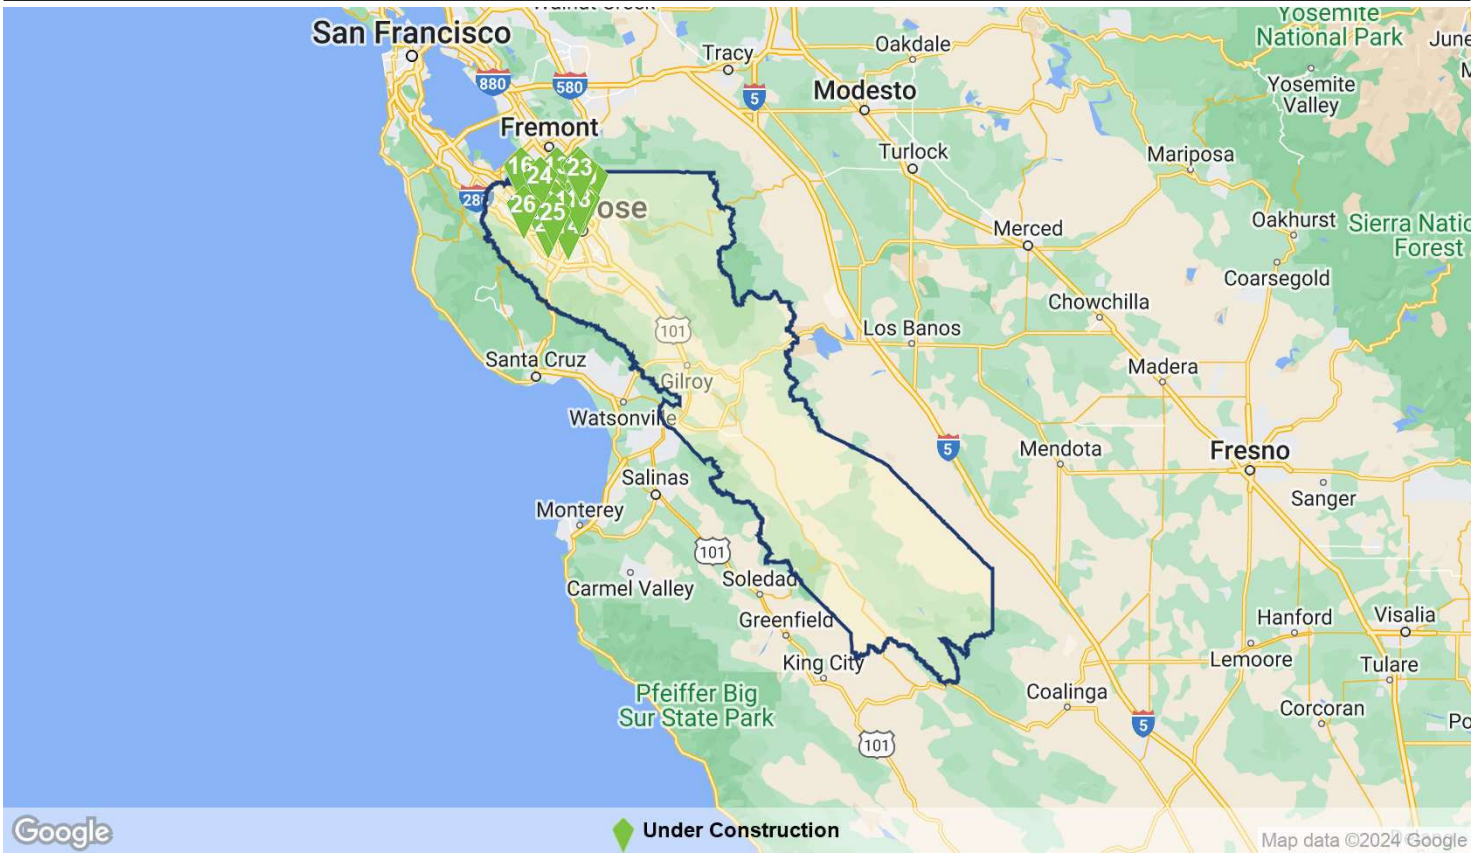 Yosemite
National Park
San Francisco
Oakdale
June
Tracy
880
580
5
Yosemite
Valley
Modesto
Fremont
Turlock
Mariposa
16
23
24
26
25
ose
Merced
Oakhurst
Sierra Natio
Forest
Coarsegold
Chowchilla
101
Los Banos
Santa Cruz
Madera
Gilroy
Watsonville
5
Mendota
Fresno
Salinas
Sanger
Monterey
101
Soledad
Carmel Valley
Hanford
Visalia
Greenfield
King City
Lemoore
Tulare
Pfeiffer Big
Sur State Park
Coalinga
Corcoran
5
Po
101
Google
Under Construction
Map data ©2024 Google